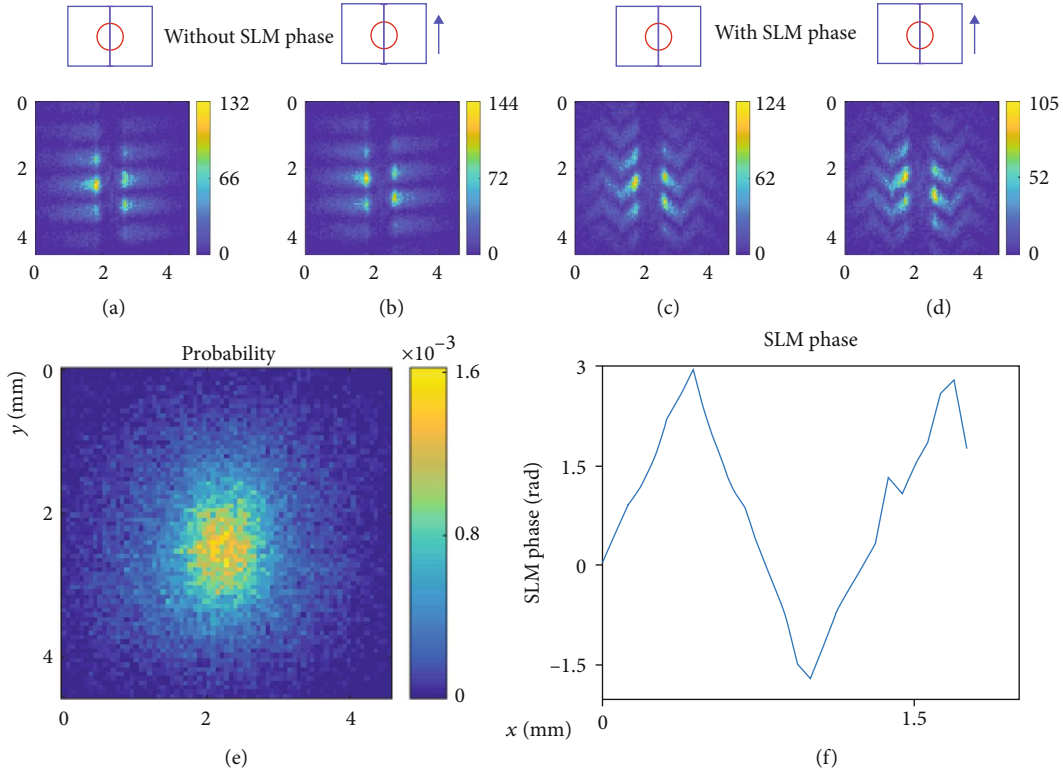 Without SLM phase
With SLM phase
0
2
4
0 2 4
132
66
0
(a)
0
2
4
0 2 4
144
72
0
(b)
0
2
4
0 2 4
124
62
0
(c)
0
2
4
0 2 4
105
52
0
(d)
Probability
×10−3
y (mm)
0
2
4
0 2 4
1.6
0.8
0
(e)
SLM phase
SLM phase (rad)
3
1.5
0
−1.5
0 1.5
x (mm)
(f)